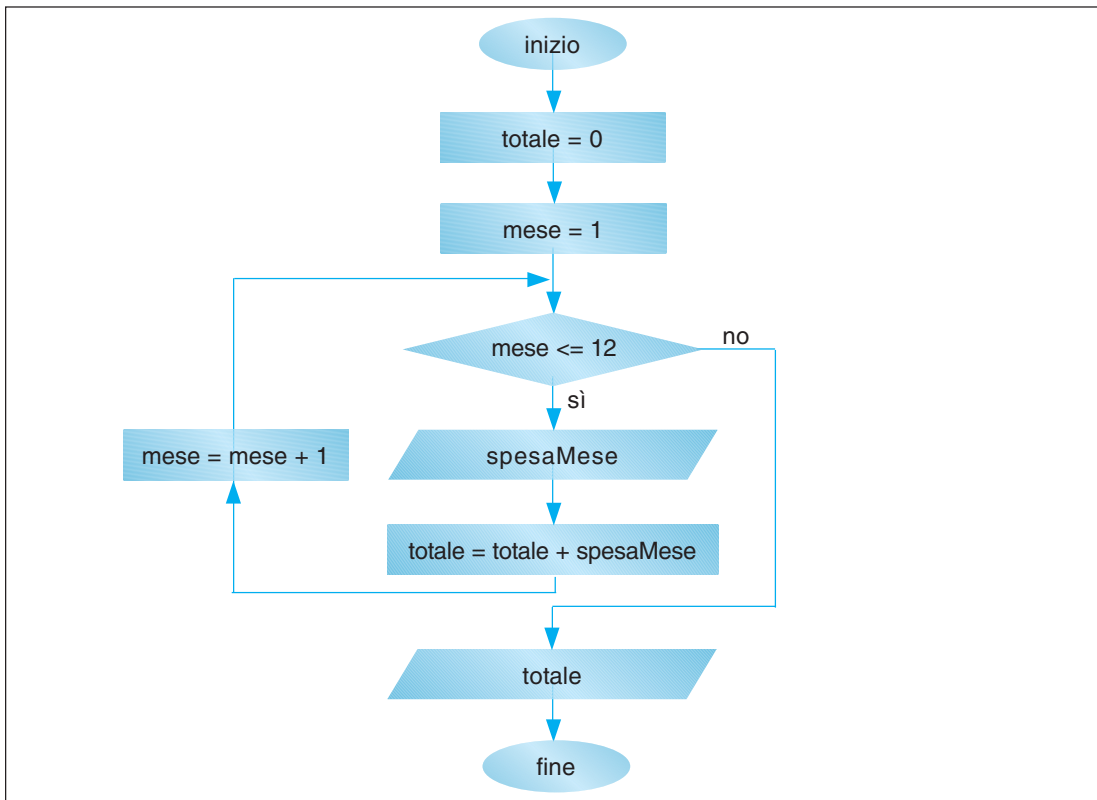 inizio
totale = 0
mese = 1
mese <= 12
no
sì
spesaMese
mese = mese + 1
totale = totale + spesaMese
totale
fine